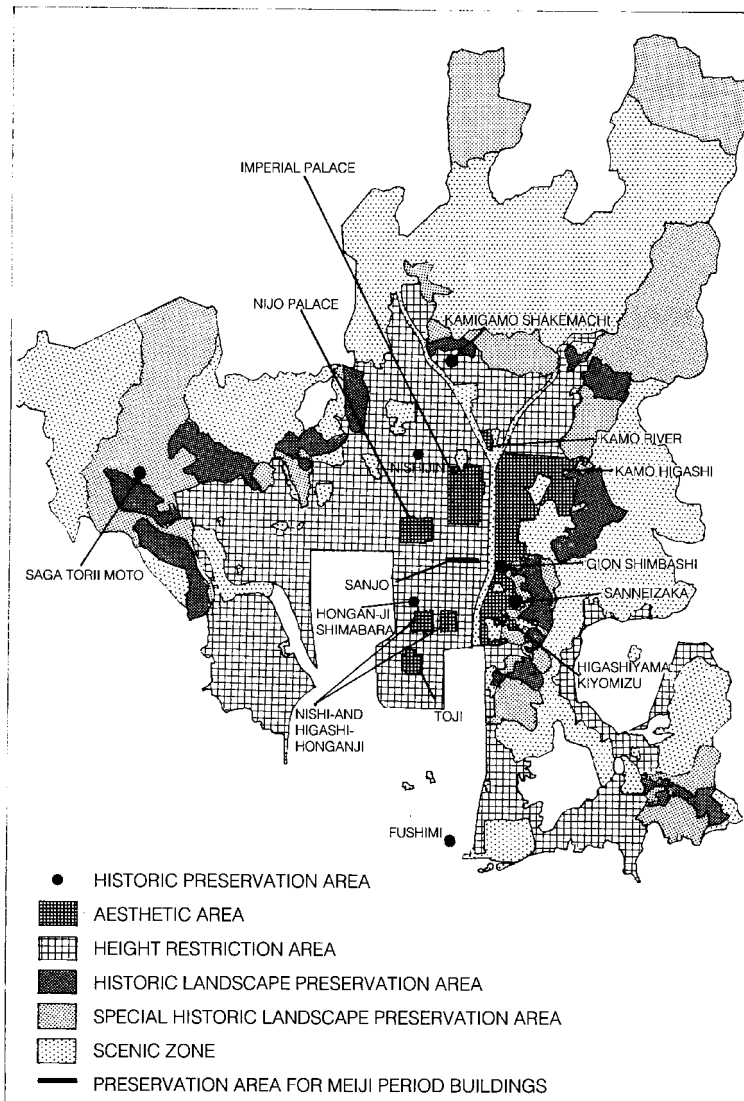 IMPERIAL PALACE
NIJO PALACE
KAMIGAMO SHAKEMACHI
KAMO RIVER
NISHIJIN
KAMO HIGASHI
SAGA TORII MOTO
SANJO
GION SHIMBASHI
HONGAN-JI
SHIMABARA
SANNEIZAKA
HIGASHIYAMA
KIYOMIZU
NISHI-AND
HIGASHI-
HONGANJI
TOJI
FUSHIMI
HISTORIC PRESERVATION AREA
AESTHETIC AREA
HEIGHT RESTRICTION AREA
HISTORIC LANDSCAPE PRESERVATION AREA
SPECIAL HISTORIC LANDSCAPE PRESERVATION AREA
SCENIC ZONE
PRESERVATION AREA FOR MEIJI PERIOD BUILDINGS